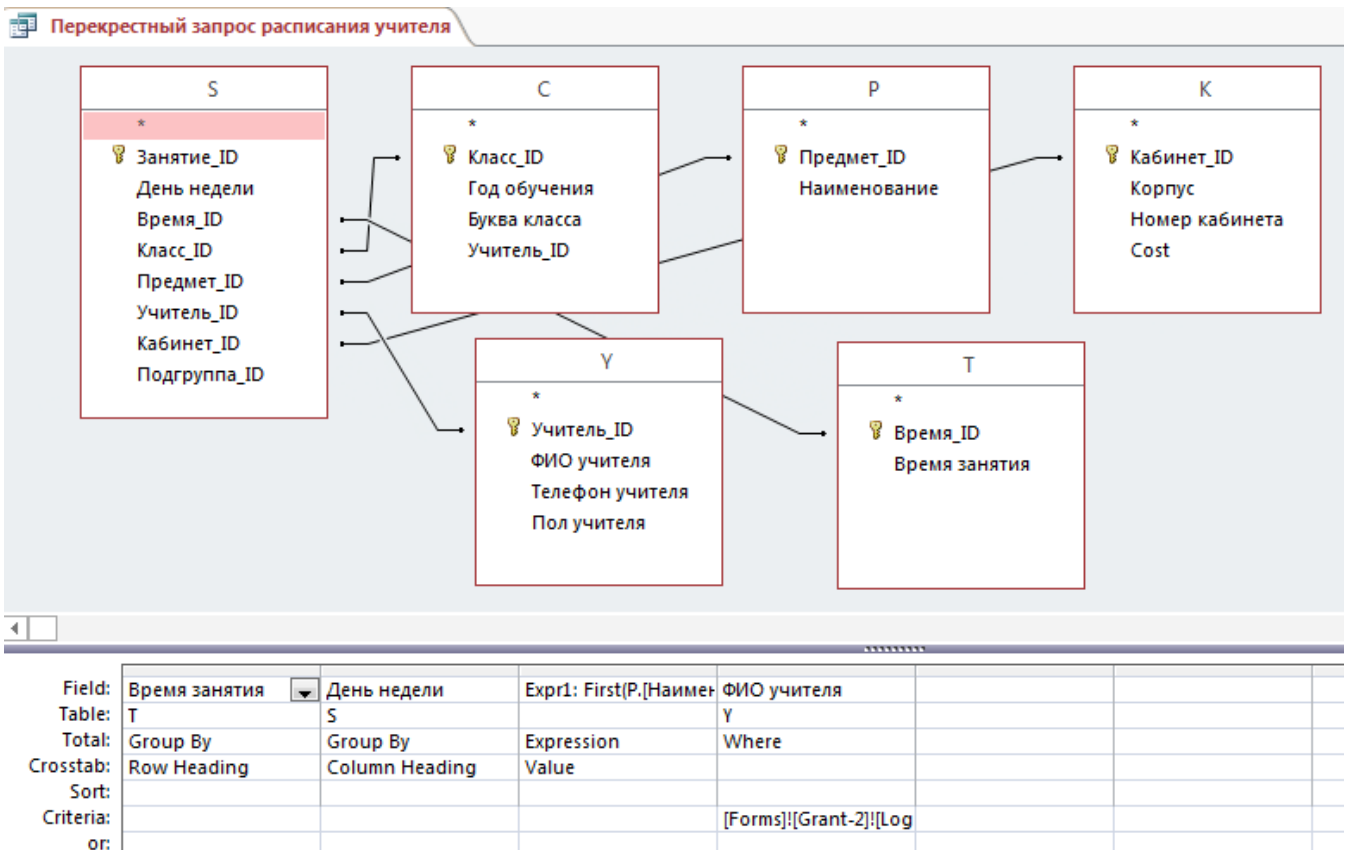 Перекрестный запрос расписания учителя
S
*
Занятие_ID
День недели
Время_ID
Класс_ID
Предмет_ID
Учитель_ID
Кабинет_ID
Подгруппа_ID
C
*
Класс_ID
Год обучения
Буква класса
Учитель_ID
P
*
Предмет_ID
Наименование
K
*
Кабинет_ID
Корпус
Номер кабинета
Cost
Y
*
Учитель_ID
ФИО учителя
Телефон учителя
Пол учителя
T
*
Время_ID
Время занятия
Field: Время занятия День недели Expr1: First(P.[Наимен ФИО учителя
Table: T S Y
Total: Group By Group By Expression Where
Crosstab: Row Heading Column Heading Value
Sort:
Criteria: [Forms]![Grant-2]![Log
or: